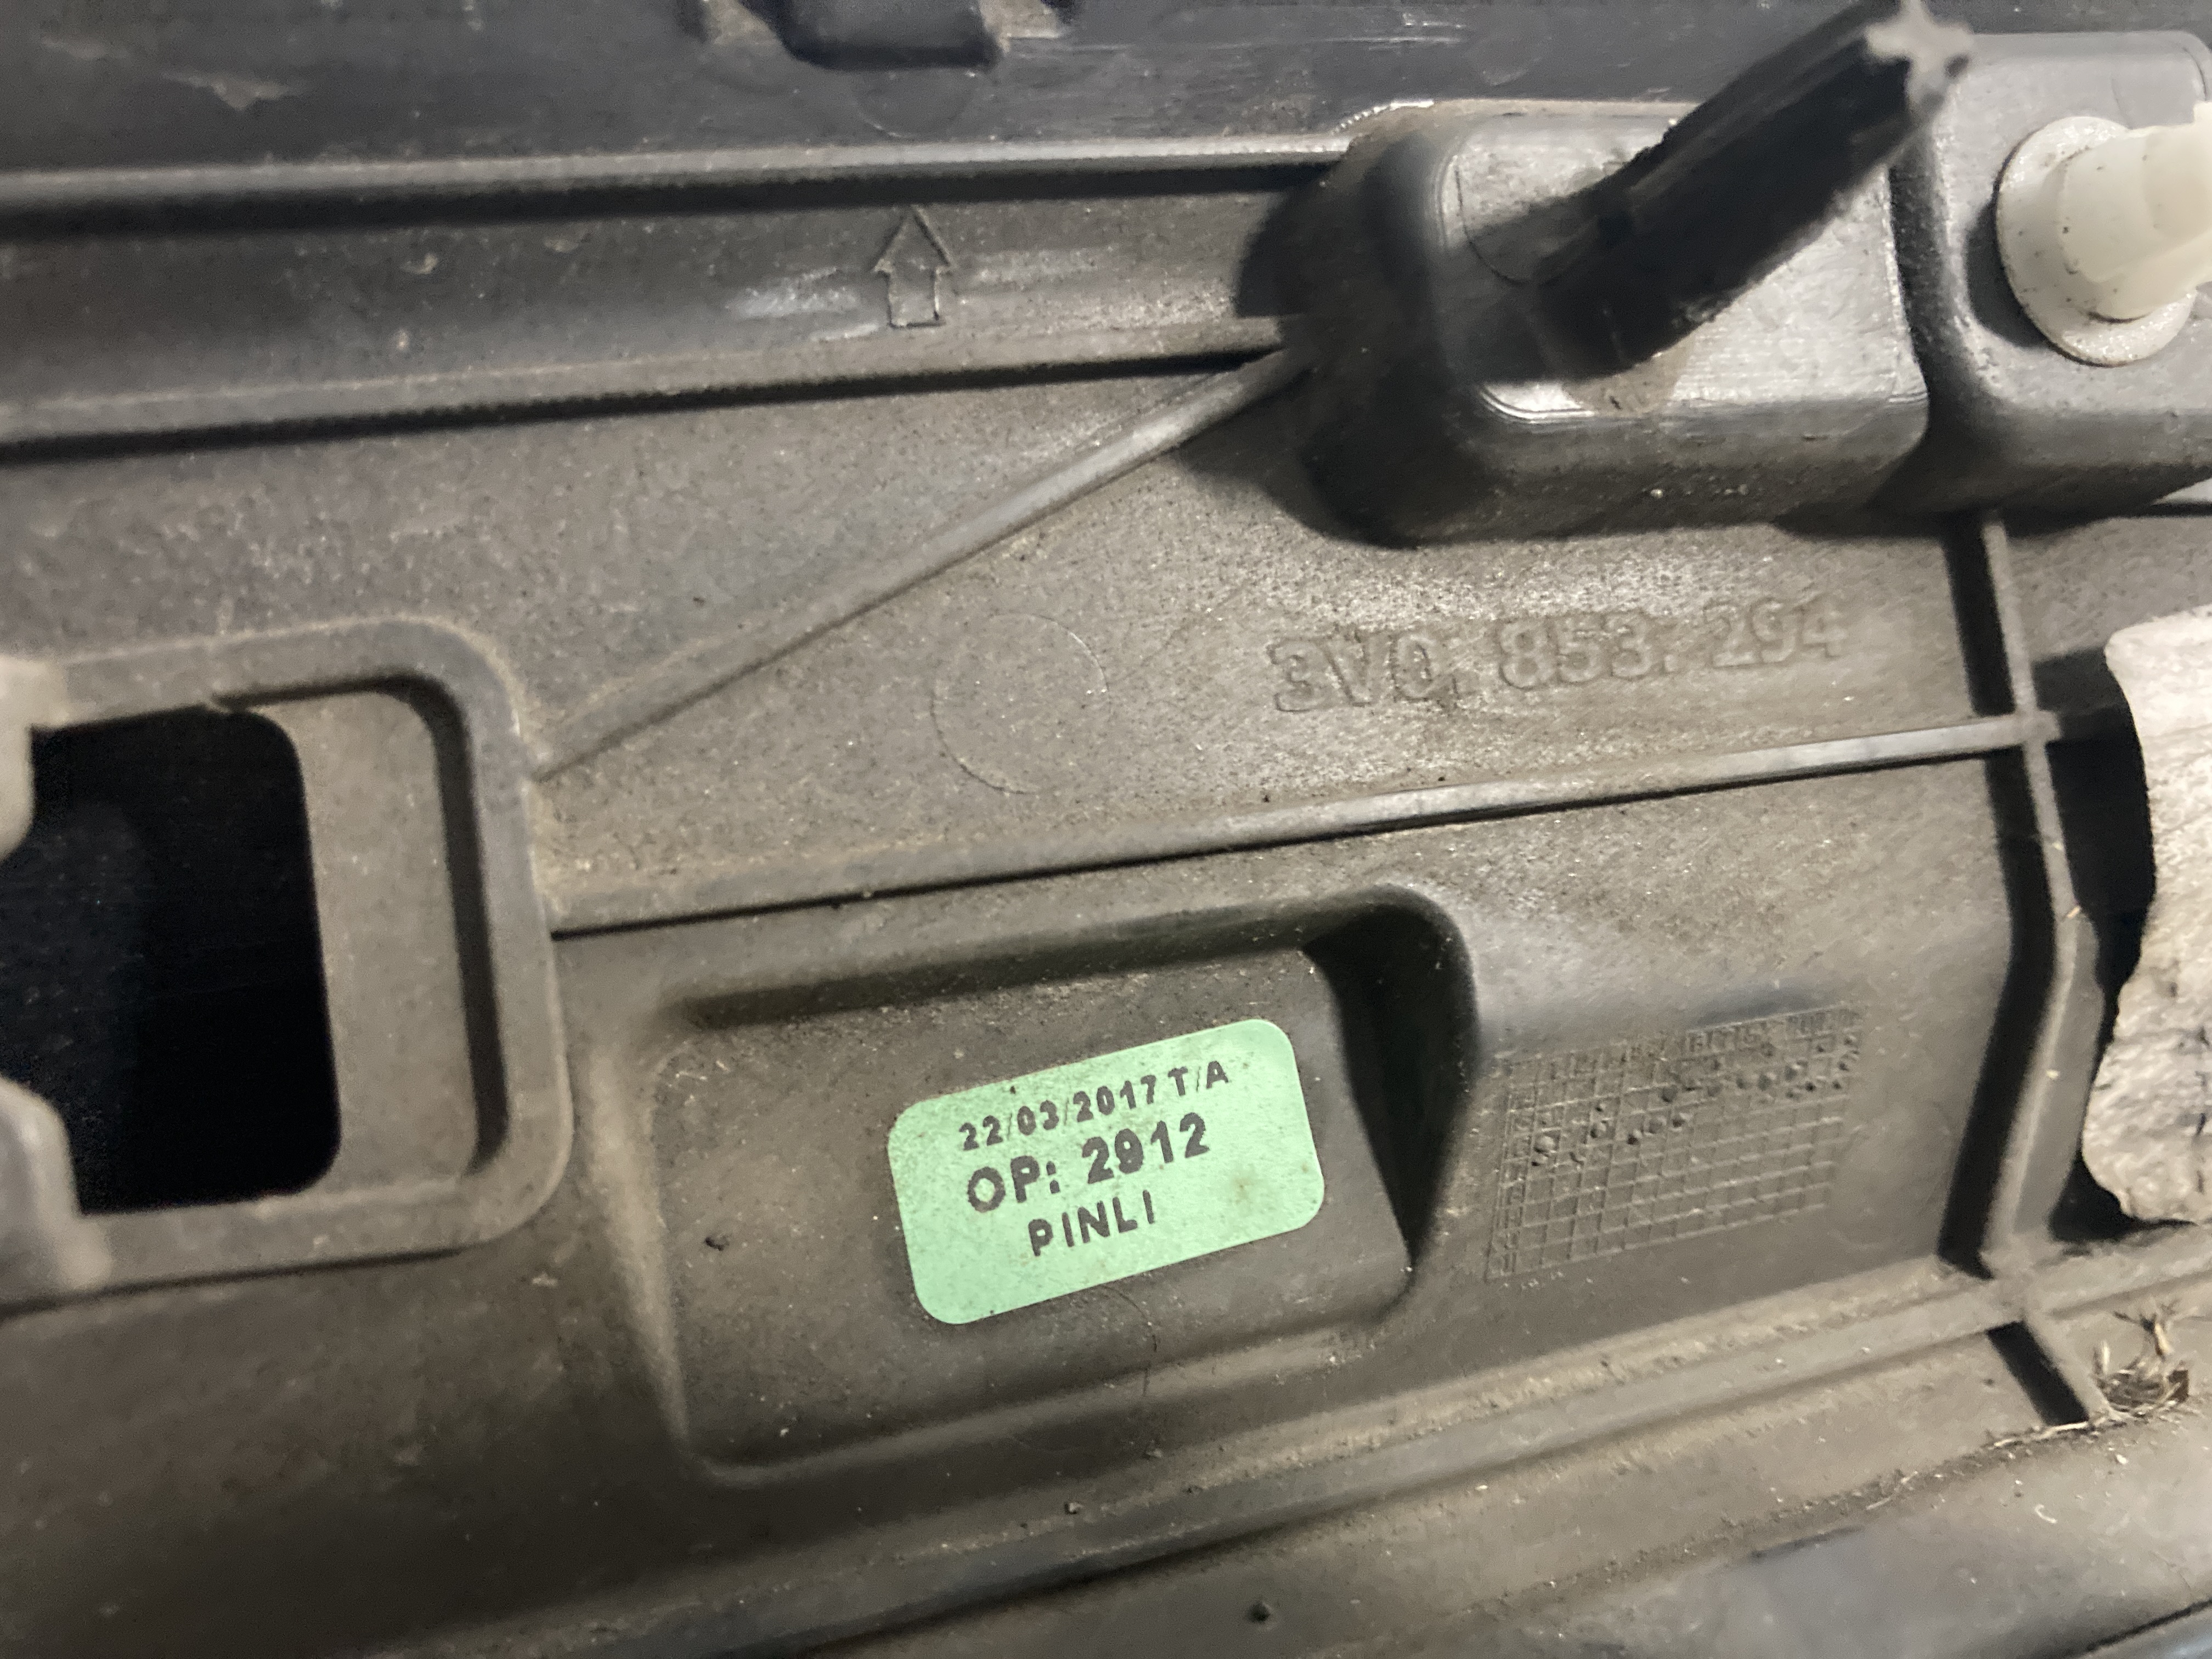 3V0. 853. 294
22/03/2017 T/A
OP: 2912
PINLI